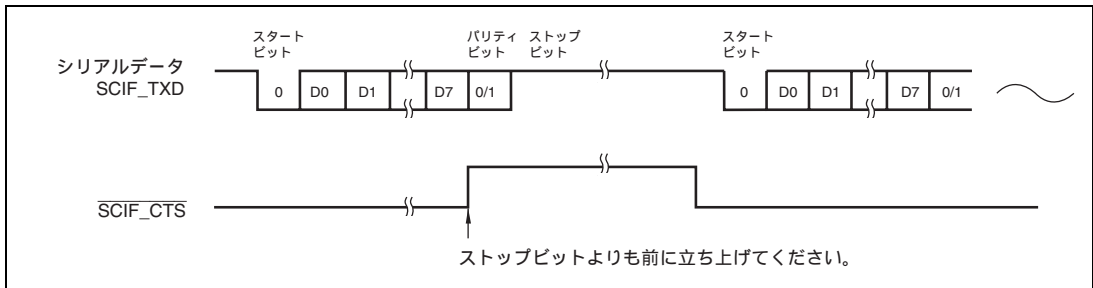 スタート
ビット
パリティ
ビット
ストップ
ビット
スタート
ビット
シリアルデータ
SCIF_TXD
0 D0 D1 D7 0/1 0 D0 D1 D7 0/1
SCIF_CTS
ストップビットよりも前に立ち上げてください。